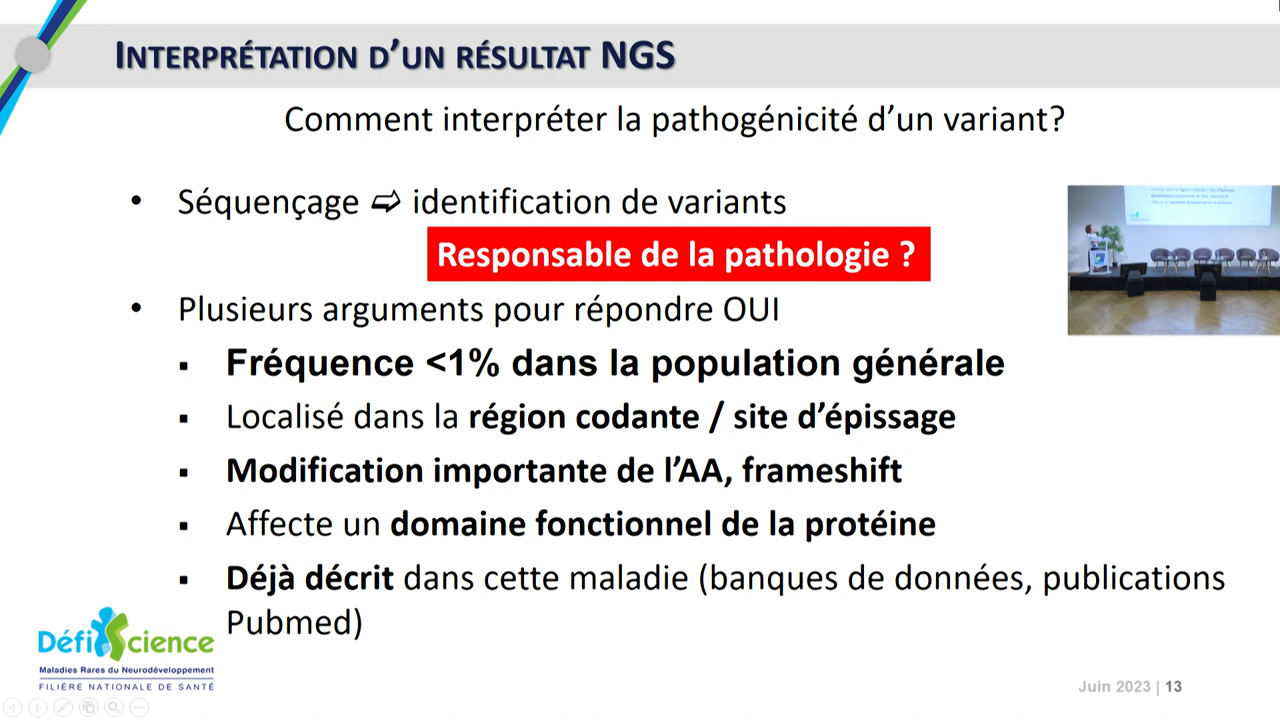 INTERPRÉTATION D'UN RÉSULTAT NGS
Comment interpréter la pathogénicité d'un variant?
• Séquençage ⇨ identification de variants
Responsable de la pathologie ?
• Plusieurs arguments pour répondre OUI
▪ Fréquence <1% dans la population générale
▪ Localisé dans la région codante / site d'épissage
▪ Modification importante de l'AA, frameshift
▪ Affecte un domaine fonctionnel de la protéine
▪ Déjà décrit dans cette maladie (banques de données, publications
Pubmed)
DéfiScience
Maladies Rares du Neurodéveloppement
FILIÈRE NATIONALE DE SANTÉ
Juin 2023 | 13